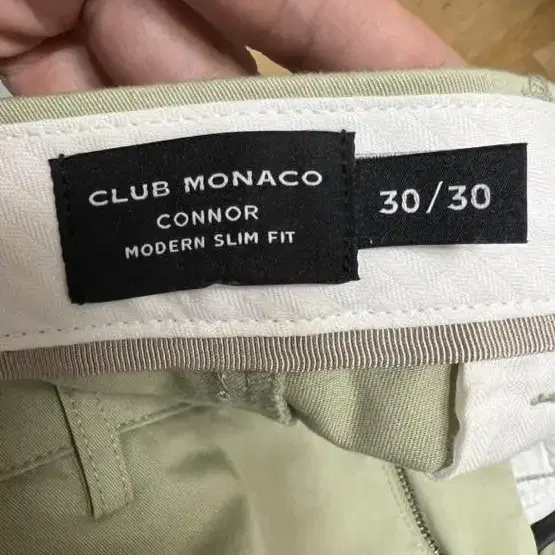 CLUB MONACO
CONNOR
MODERN SLIM FIT
30/30